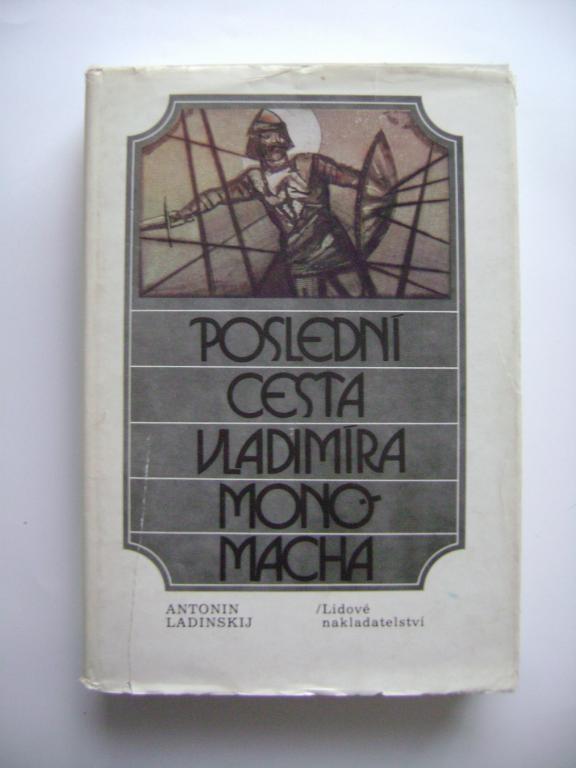 POSLEDNÍ
CESTA
VLADIMÍRA
MONO-
MACHA
ANTONIN
LADINSKIJ
/Lidové
nakladatelství